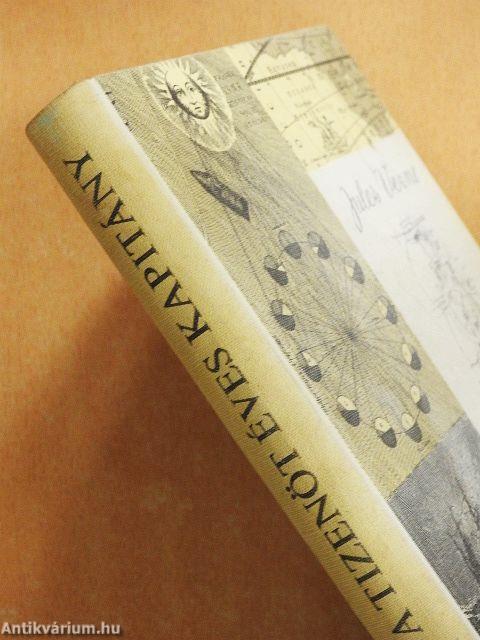 A TIZENÖT ÉVES KAPITÁNY
Jules Verne
Antikvárium.hu